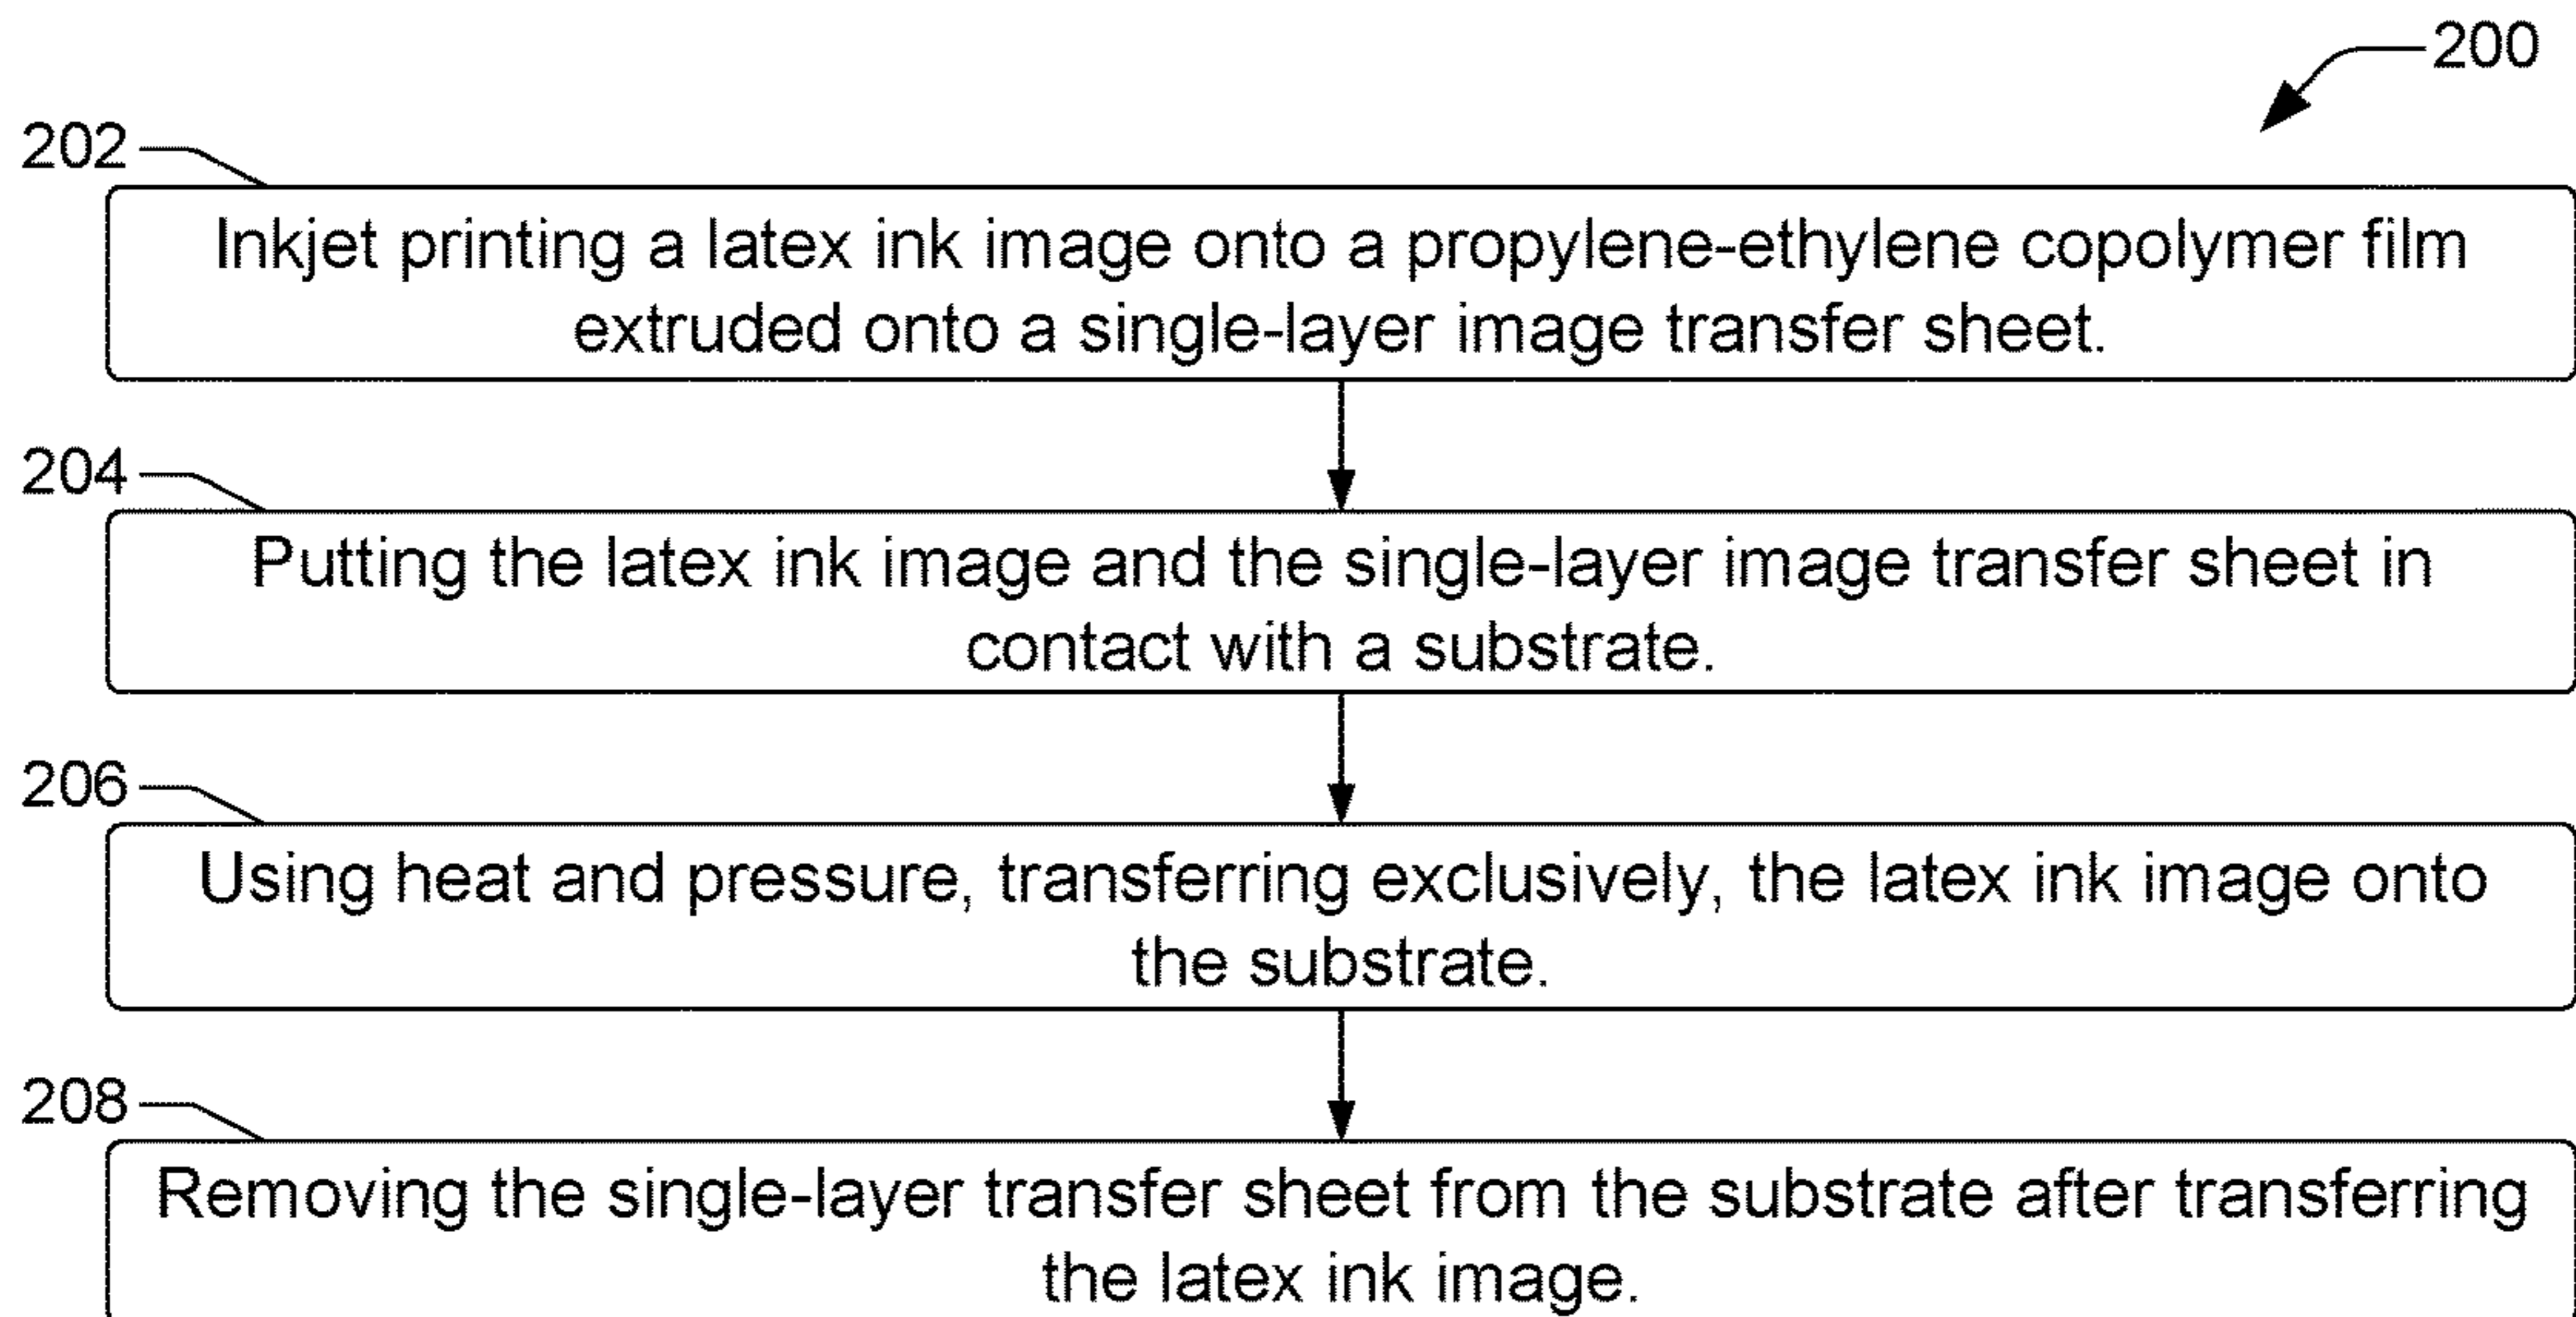 200
202
Inkjet printing a latex ink image onto a propylene-ethylene copolymer film
extruded onto a single-layer image transfer sheet.
204
Putting the latex ink image and the single-layer image transfer sheet in
contact with a substrate.
206
Using heat and pressure, transferring exclusively, the latex ink image onto
the substrate.
208
Removing the single-layer transfer sheet from the substrate after transferring
the latex ink image.